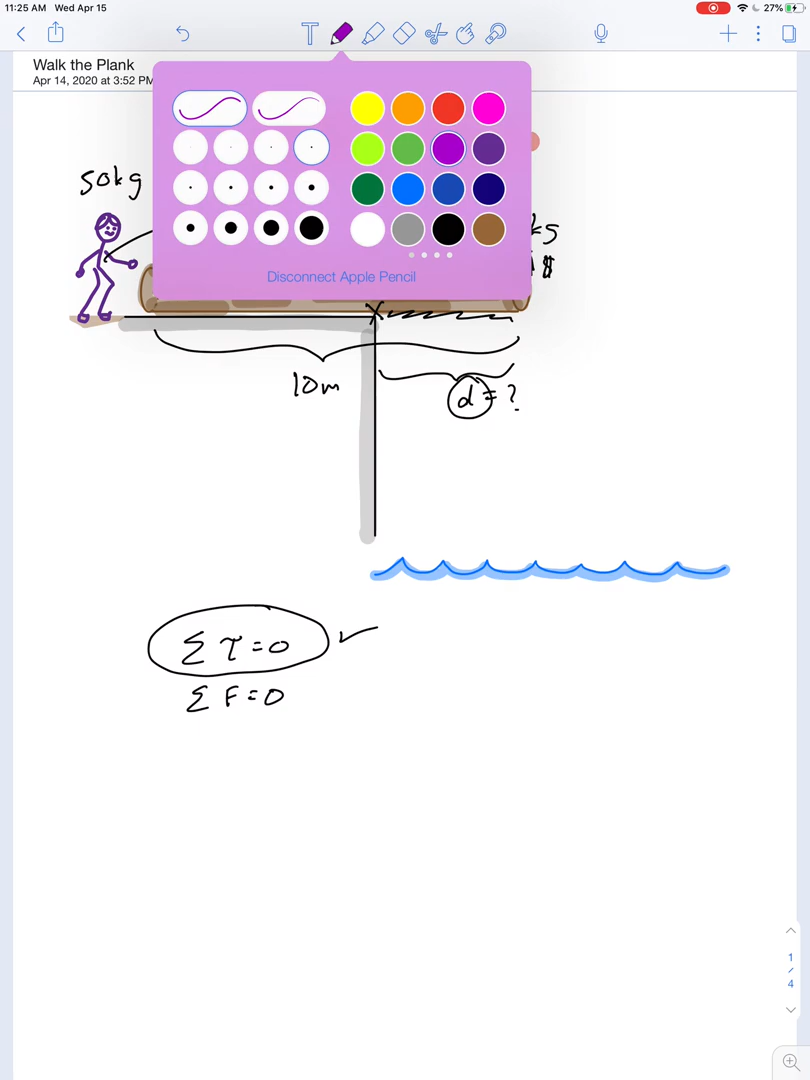 11:25 AM Wed Apr 15
27%
T
Walk the Plank
Apr 14, 2020 at 3:52 PM
50kg
Disconnect Apple Pencil
10m
d = ?
Σ τ = 0 ✓
Σ F = 0
1
/
4